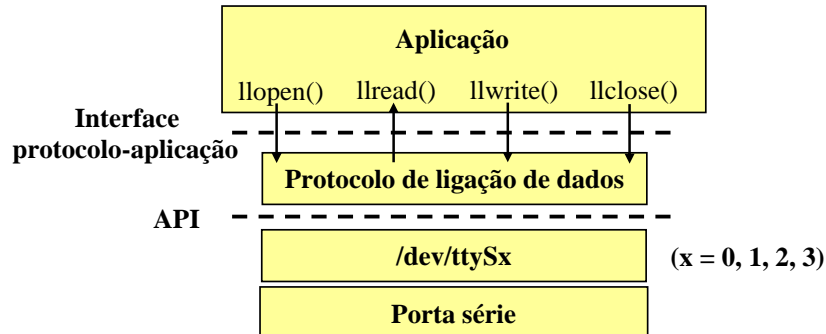 Aplicação
llopen() llread() llwrite() llclose()
Interface
protocolo-aplicação
Protocolo de ligação de dados
API
/dev/ttySx (x = 0, 1, 2, 3)
Porta série